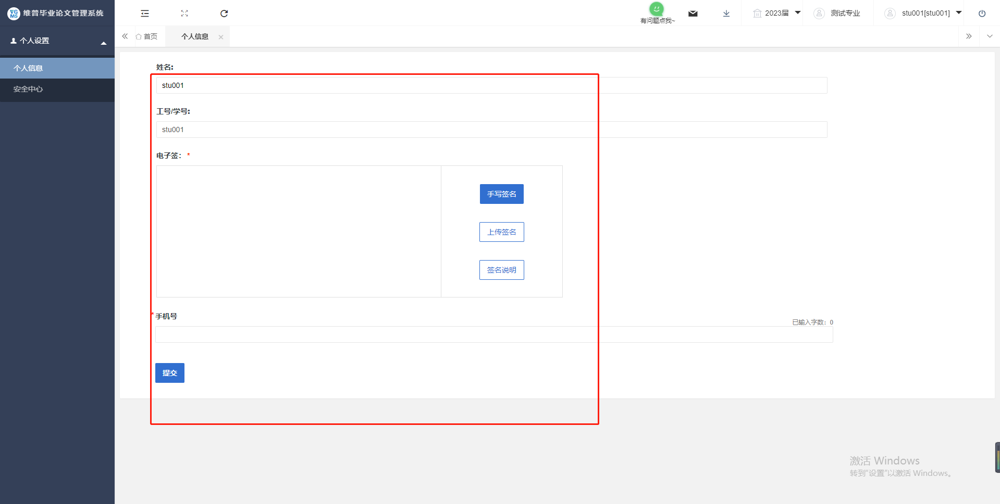 VG
MS
维普毕业论文管理系统
有问题点我~
2023届
测试专业
stu001[stu001]
个人设置
个人信息
安全中心
首页
个人信息
姓名:
stu001
工号/学号:
stu001
电子签： *
手写签名
上传签名
签名说明
*手机号
已输入字数：0
提交
激活 Windows
转到“设置”以激活 Windows。